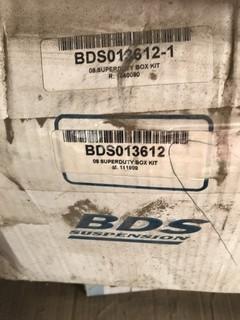 BDS013612-1
08 SUPERDUTY BOX KIT
BDS013612
08 SUPERDUTY BOX KIT
BDS
SUSPENSION